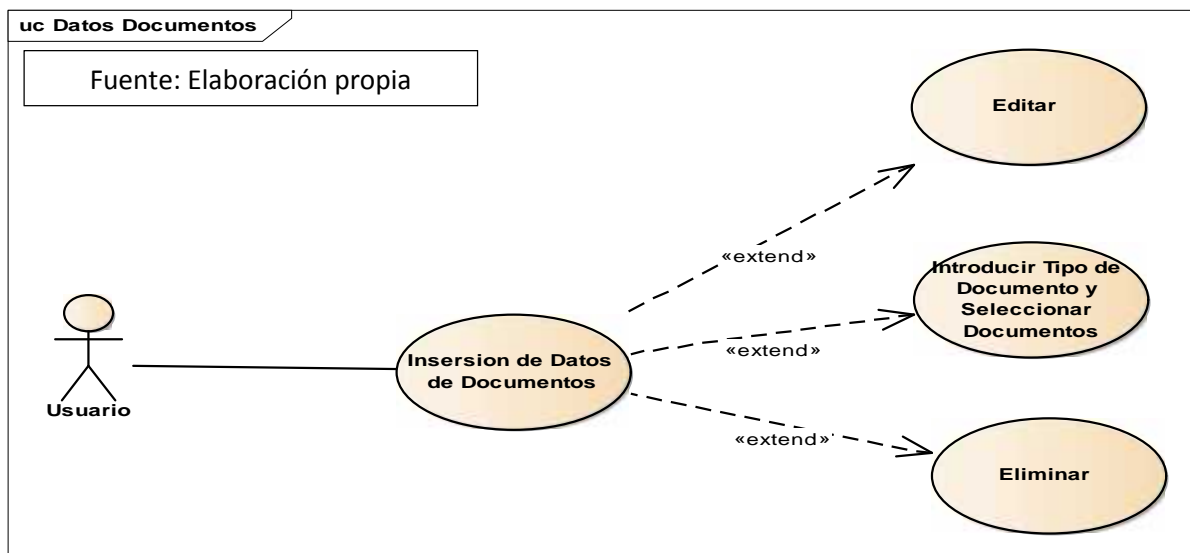 uc Datos Documentos
Fuente: Elaboración propia
Editar
«extend»
Introducir Tipo de
Documento y
Seleccionar
Documentos
«extend»
Insersion de Datos
de Documentos
Usuario
«extend»
Eliminar